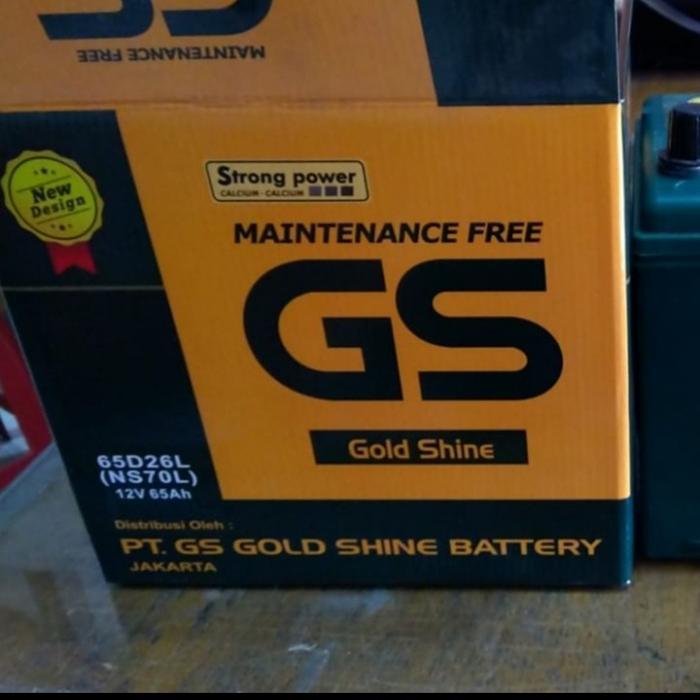 MAINTENANCE FREE
GS
New
Design
Strong power
CALCIUM - CALCIUM
MAINTENANCE FREE
GS
Gold Shine
65D26L
(NS70L)
12V 65Ah
Distribusi Oleh :
PT. GS GOLD SHINE BATTERY
JAKARTA